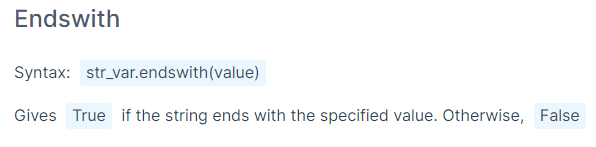 Endswith
Syntax: str_var.endswith(value)
Gives True if the string ends with the specified value. Otherwise, False